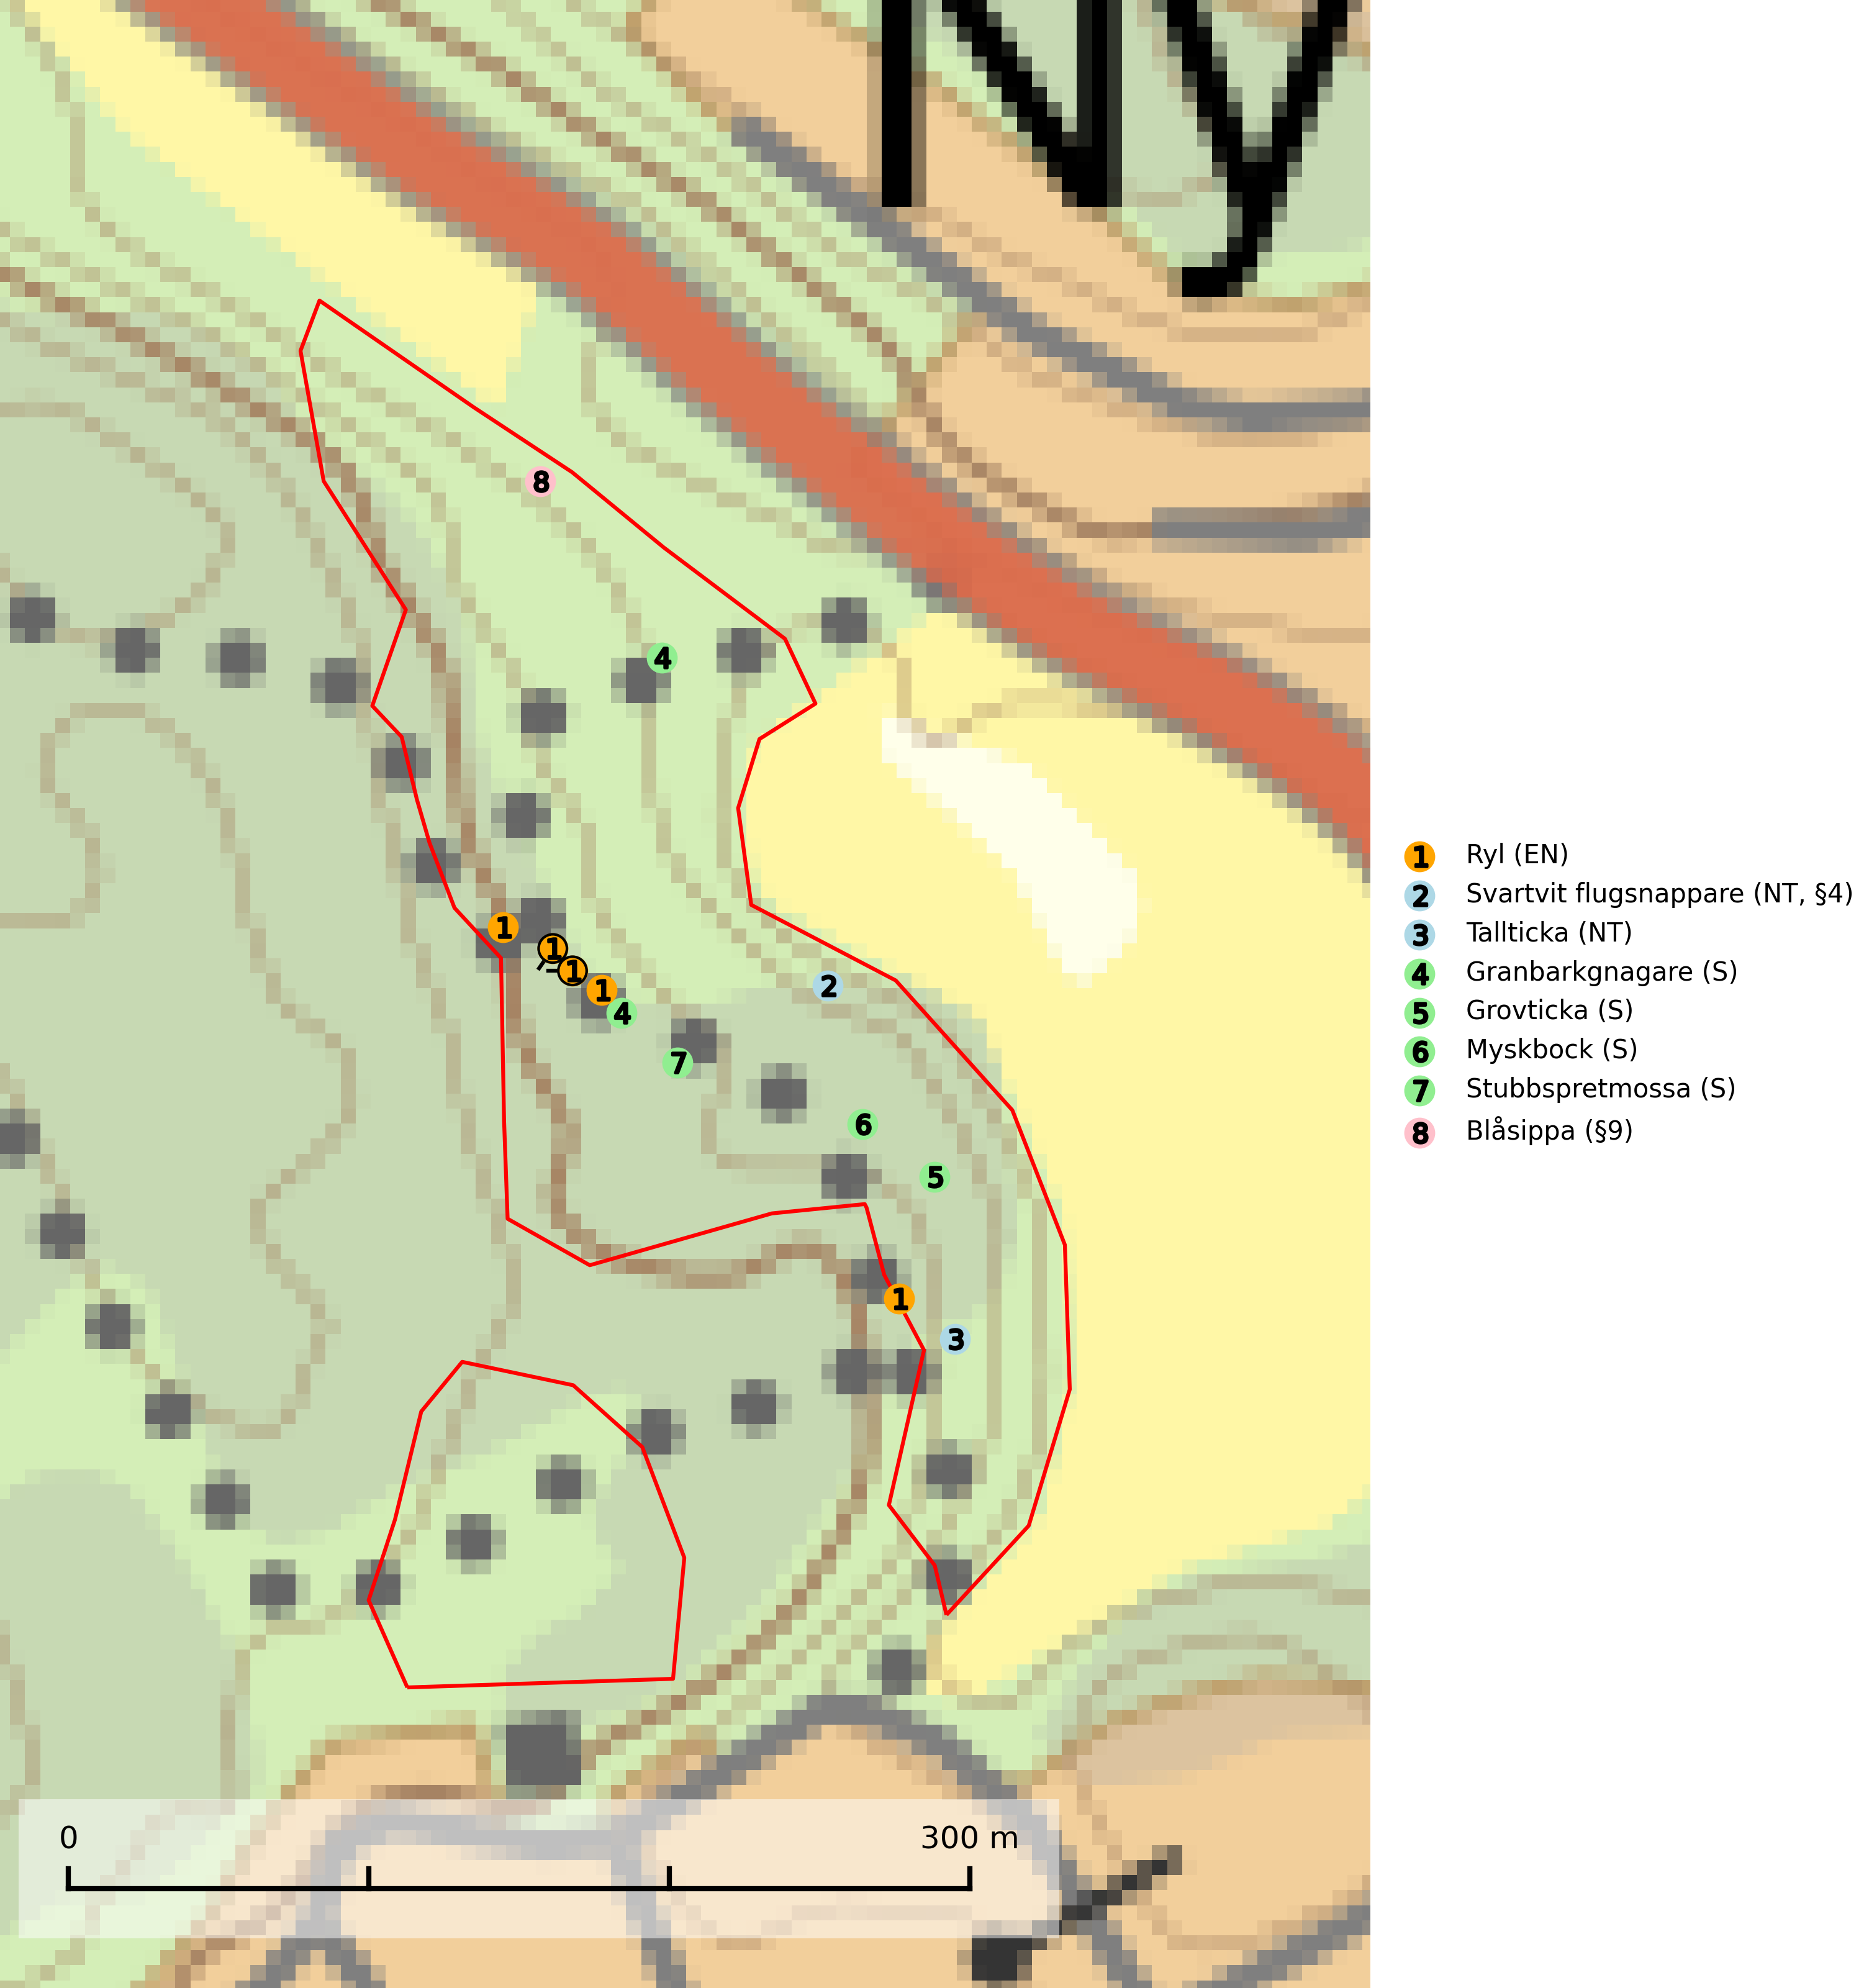 8
4
1
1
1
1
4
2
7
6
5
1
3
1 Ryl (EN)
2 Svartvit flugsnappare (NT, §4)
3 Tallticka (NT)
4 Granbarkgnagare (S)
5 Grovticka (S)
6 Myskbock (S)
7 Stubbspretmossa (S)
8 Blåsippa (§9)
0 300 m